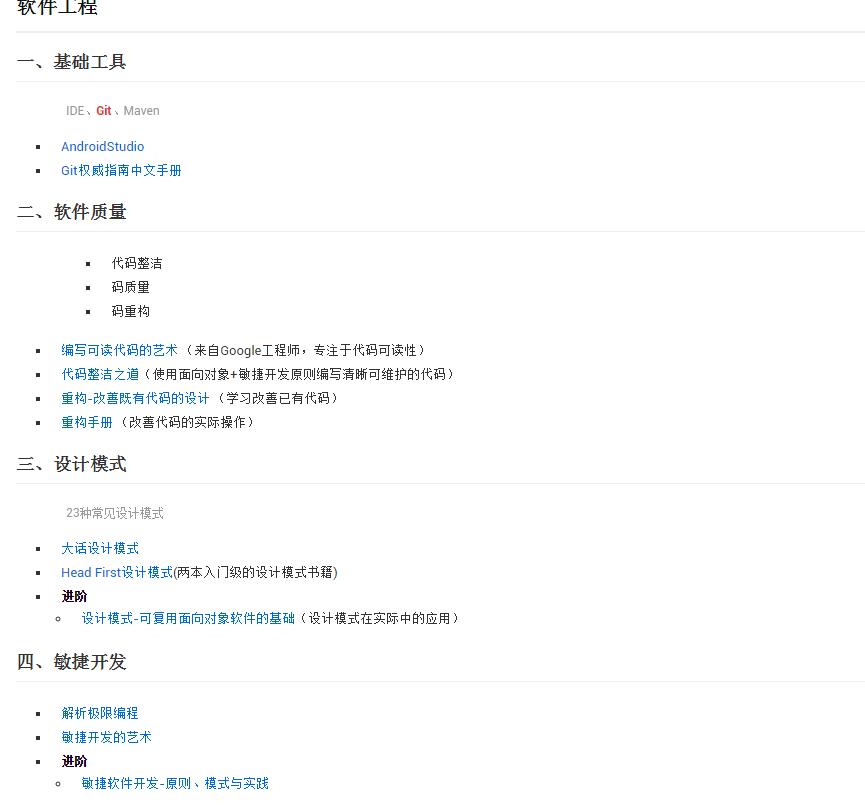 软件工程
一、基础工具
IDE、Git 、Maven
AndroidStudio
Git权威指南中文手册
二、软件质量
代码整洁
码质量
码重构
编写可读代码的艺术 （来自Google工程师，专注于代码可读性）
代码整洁之道（使用面向对象+敏捷开发原则编写清晰可维护的代码）
重构-改善既有代码的设计 （学习改善已有代码）
重构手册 （改善代码的实际操作）
三、设计模式
23种常见设计模式
大话设计模式
Head First设计模式(两本入门级的设计模式书籍)
进阶
设计模式-可复用面向对象软件的基础（设计模式在实际中的应用）
四、敏捷开发
解析极限编程
敏捷开发的艺术
进阶
敏捷软件开发-原则、模式与实践